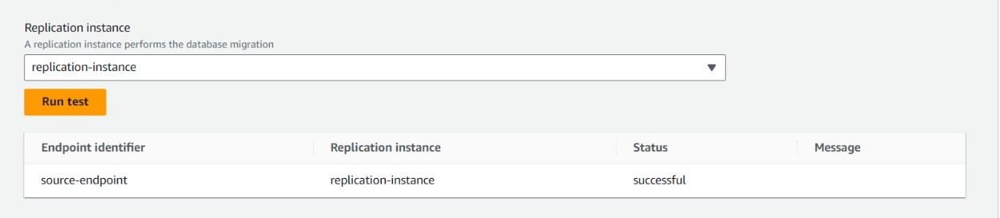 Replication instance
A replication instance performs the database migration
replication-instance
Run test
Endpoint identifier Replication instance Status Message
source-endpoint replication-instance successful